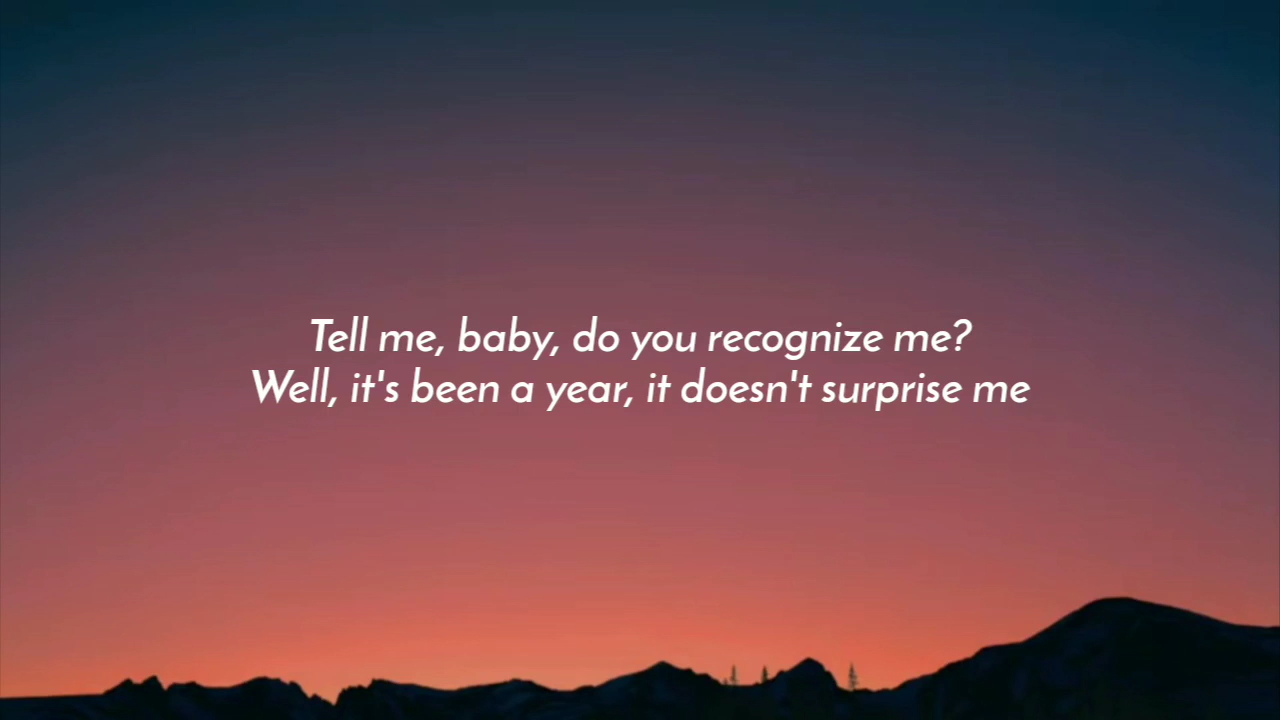 Tell me, baby, do you recognize me?
Well, it's been a year, it doesn't surprise me